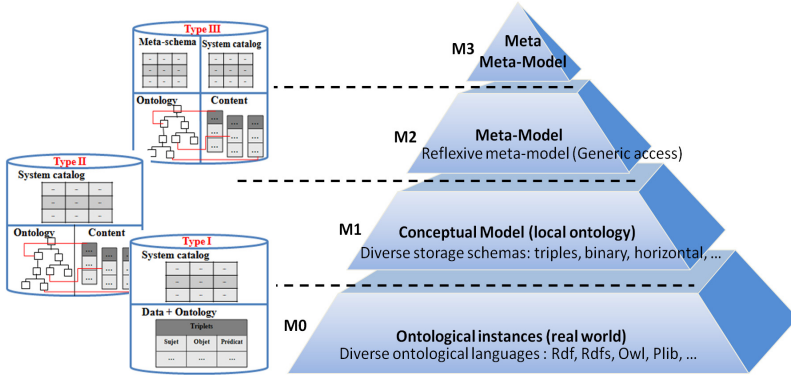 Type III
Meta-schema
System catalog
Ontology
Content
...
...
...
...
...
...
...
Type II
System catalog
Ontology
Content
...
...
...
...
...
Type I
System catalog
Data + Ontology
Triplets
Sujet Objet Prédicat
... ... ...
M3
Meta
Meta-Model
M2
Meta-Model
Reflexive meta-model (Generic access)
M1
Conceptual Model (local ontology)
Diverse storage schemas: triples, binary, horizontal, ...
M0
Ontological instances (real world)
Diverse ontological languages : Rdf, Rdfs, Owl, Plib, ...